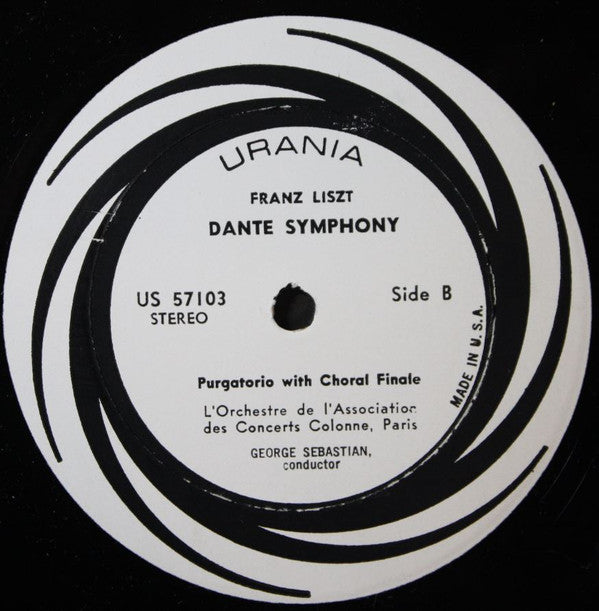 URANIA
FRANZ LISZT
DANTE SYMPHONY
US 57103
STEREO
Side B
MADE IN U.S.A.
Purgatorio with Choral Finale
L'Orchestre de l'Association
des Concerts Colonne, Paris
GEORGE SEBASTIAN,
conductor